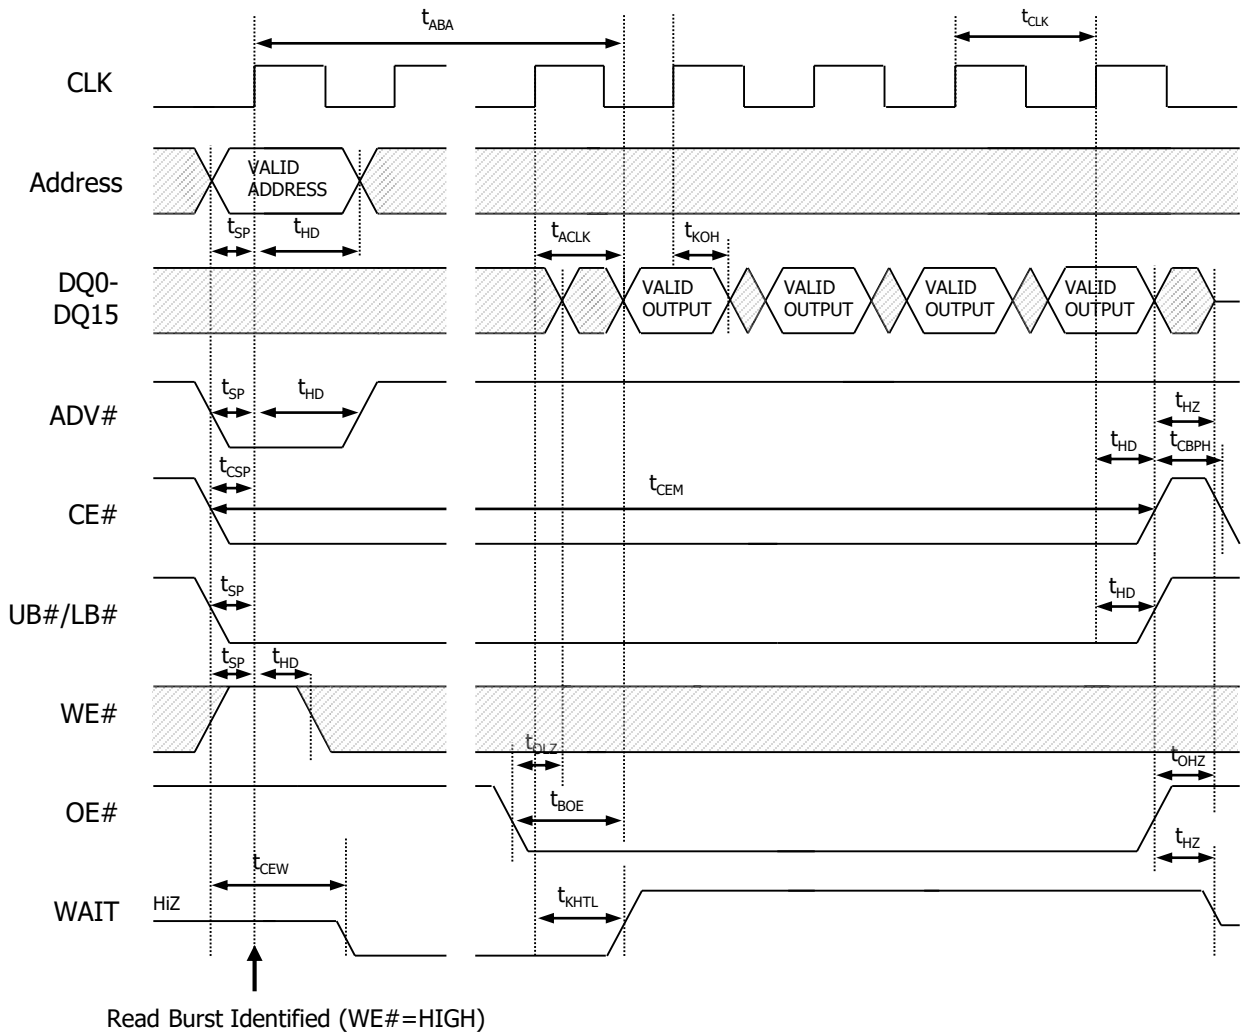 tABA
tCLK
CLK
Address
VALID
ADDRESS
tSP
tHD
tACLK
tKOH
DQ0-
DQ15
VALID
OUTPUT
VALID
OUTPUT
VALID
OUTPUT
VALID
OUTPUT
ADV#
tSP
tHD
tHZ
tHD
tCBPH
CE#
tCSP
tCEM
UB#/LB#
tSP
tHD
WE#
tSP
tHD
tOLZ
tOHZ
OE#
tBOE
tCEW
tHZ
WAIT
HiZ
tKHTL
Read Burst Identified (WE#=HIGH)